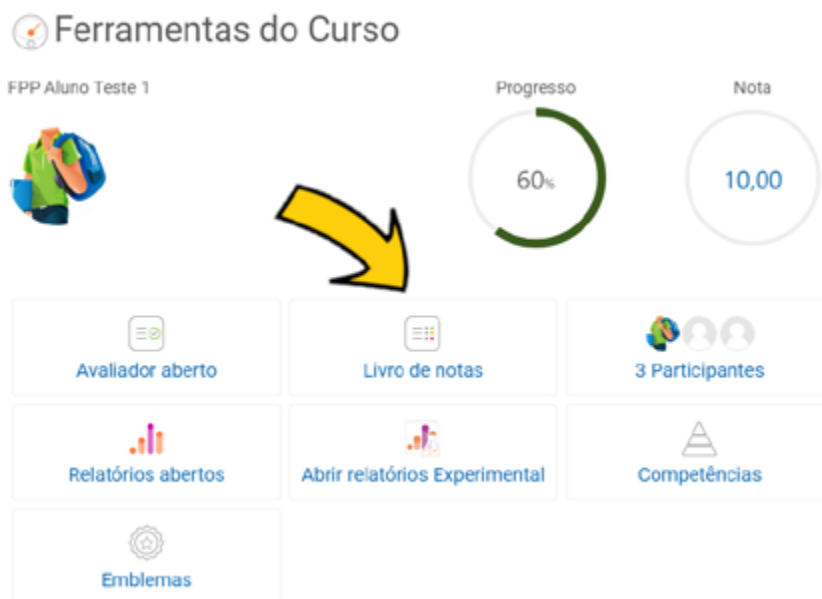 Ferramentas do Curso
FPP Aluno Teste 1
Progresso
Nota
60%
10,00
Avaliador aberto
Livro de notas
3 Participantes
Relatórios abertos
Abrir relatórios Experimental
Competências
Emblemas